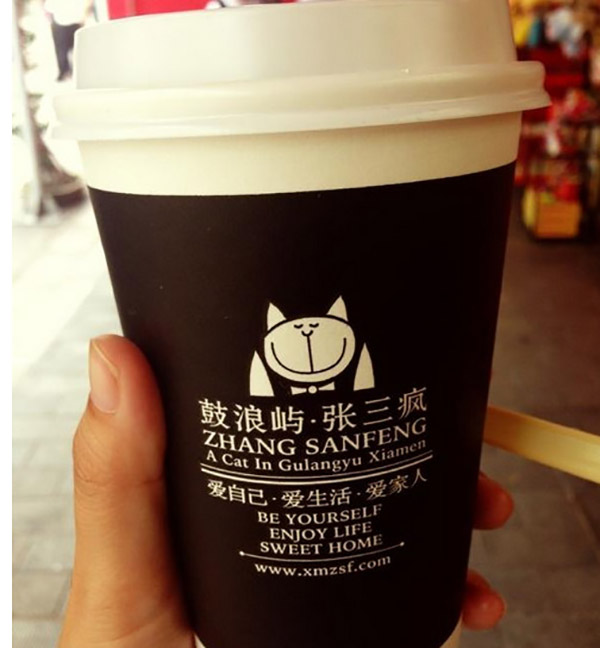 鼓浪屿·张三疯
ZHANG SANFENG
A Cat In Gulangyu Xiamen
爱自己·爱生活·爱家人
BE YOURSELF
ENJOY LIFE
SWEET HOME
www.xmzsf.com